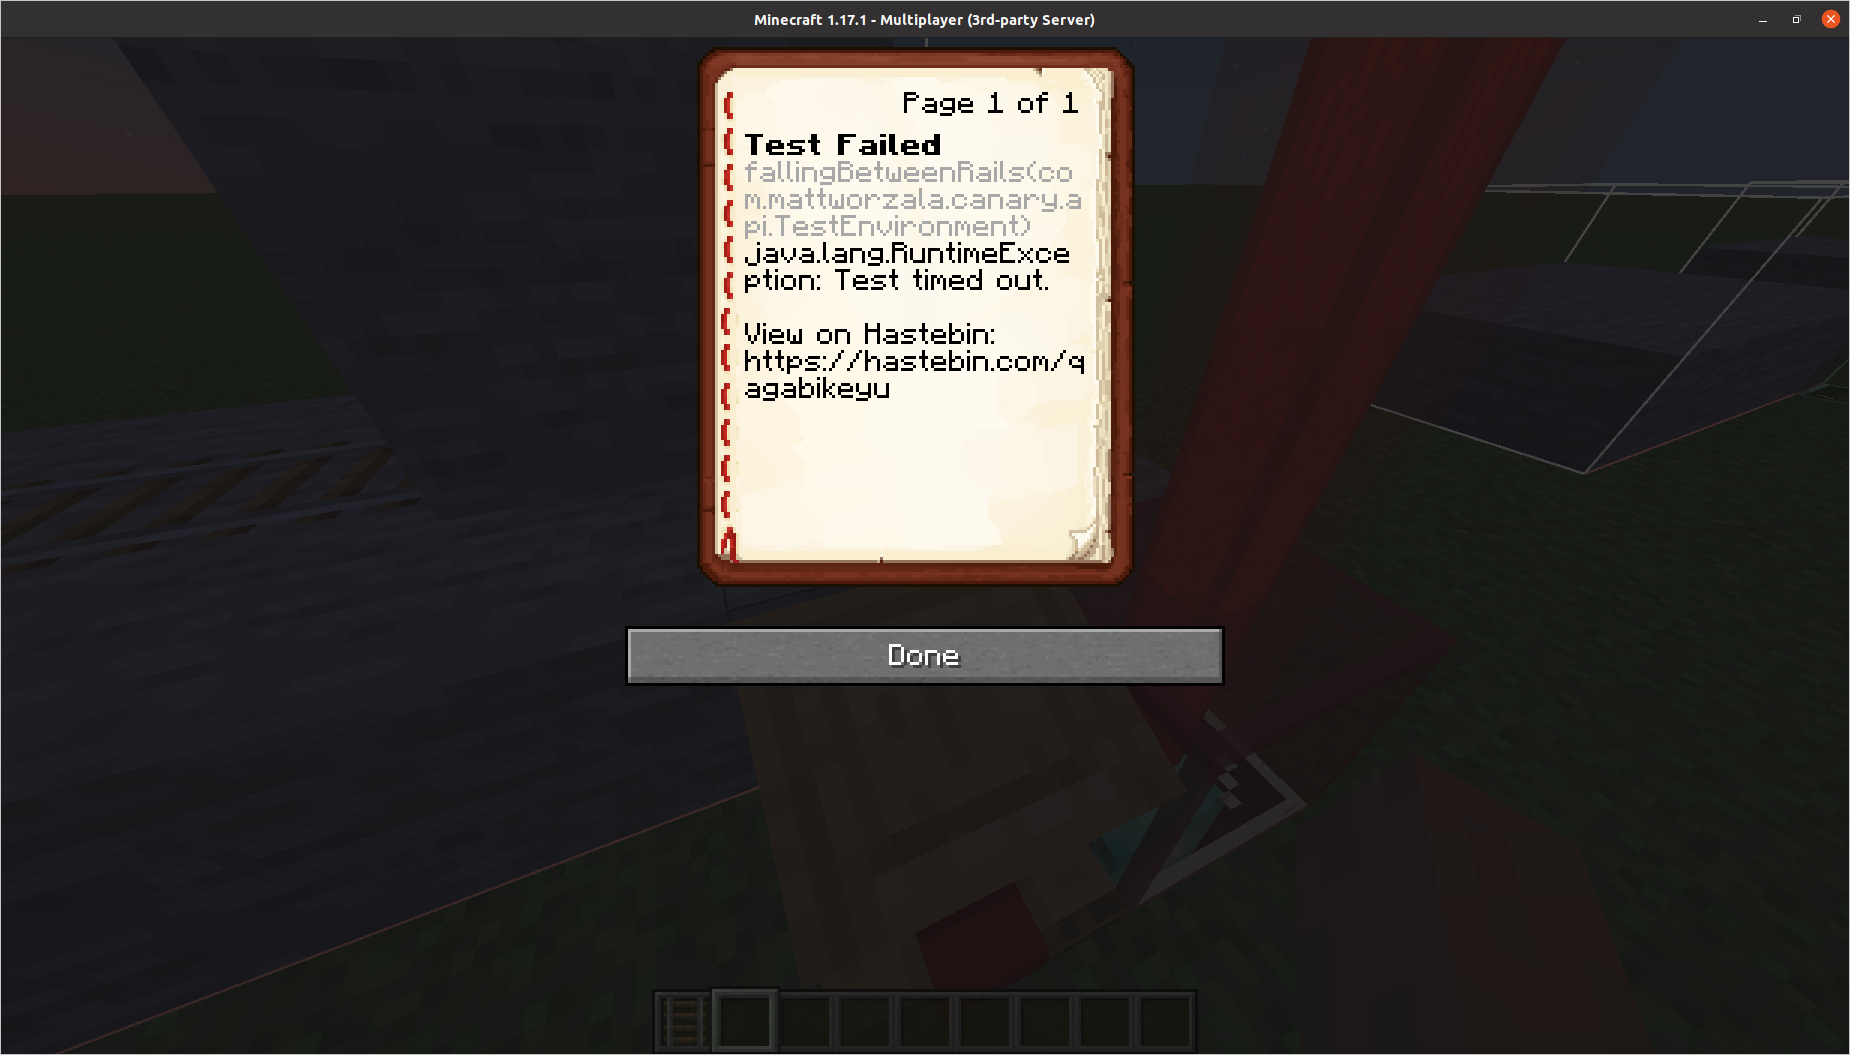 Minecraft 1.17.1 - Multiplayer (3rd-party Server)
Page 1 of 1
Test Failed
fallingBetweenRails(co
m.mattworzala.canary.a
pi.TestEnvironment)
java.lang.RuntimeExce
ption: Test timed out.
View on Hastebin:
https://hastebin.com/q
agabikeyu
Done